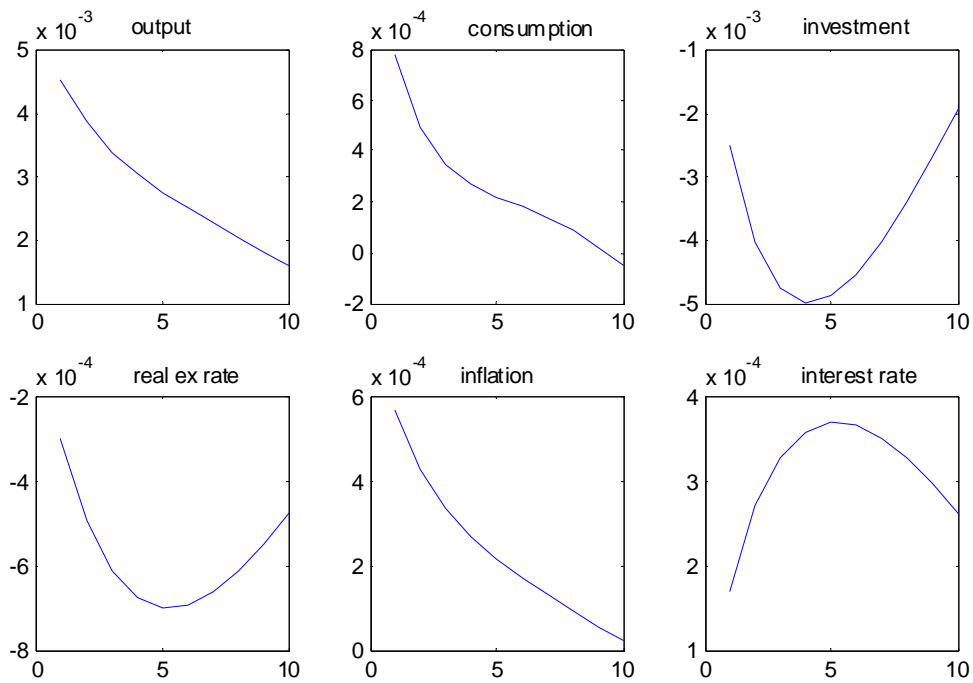 x 10-3 output
5
4
3
2
1
0 5 10
x 10-4 consumption
8
6
4
2
0
-2
0 5 10
x 10-3 investment
-1
-2
-3
-4
-5
0 5 10
x 10-4 real ex rate
-2
-4
-6
-8
0 5 10
x 10-4 inflation
6
4
2
0
0 5 10
x 10-4 interest rate
4
3
2
1
0 5 10